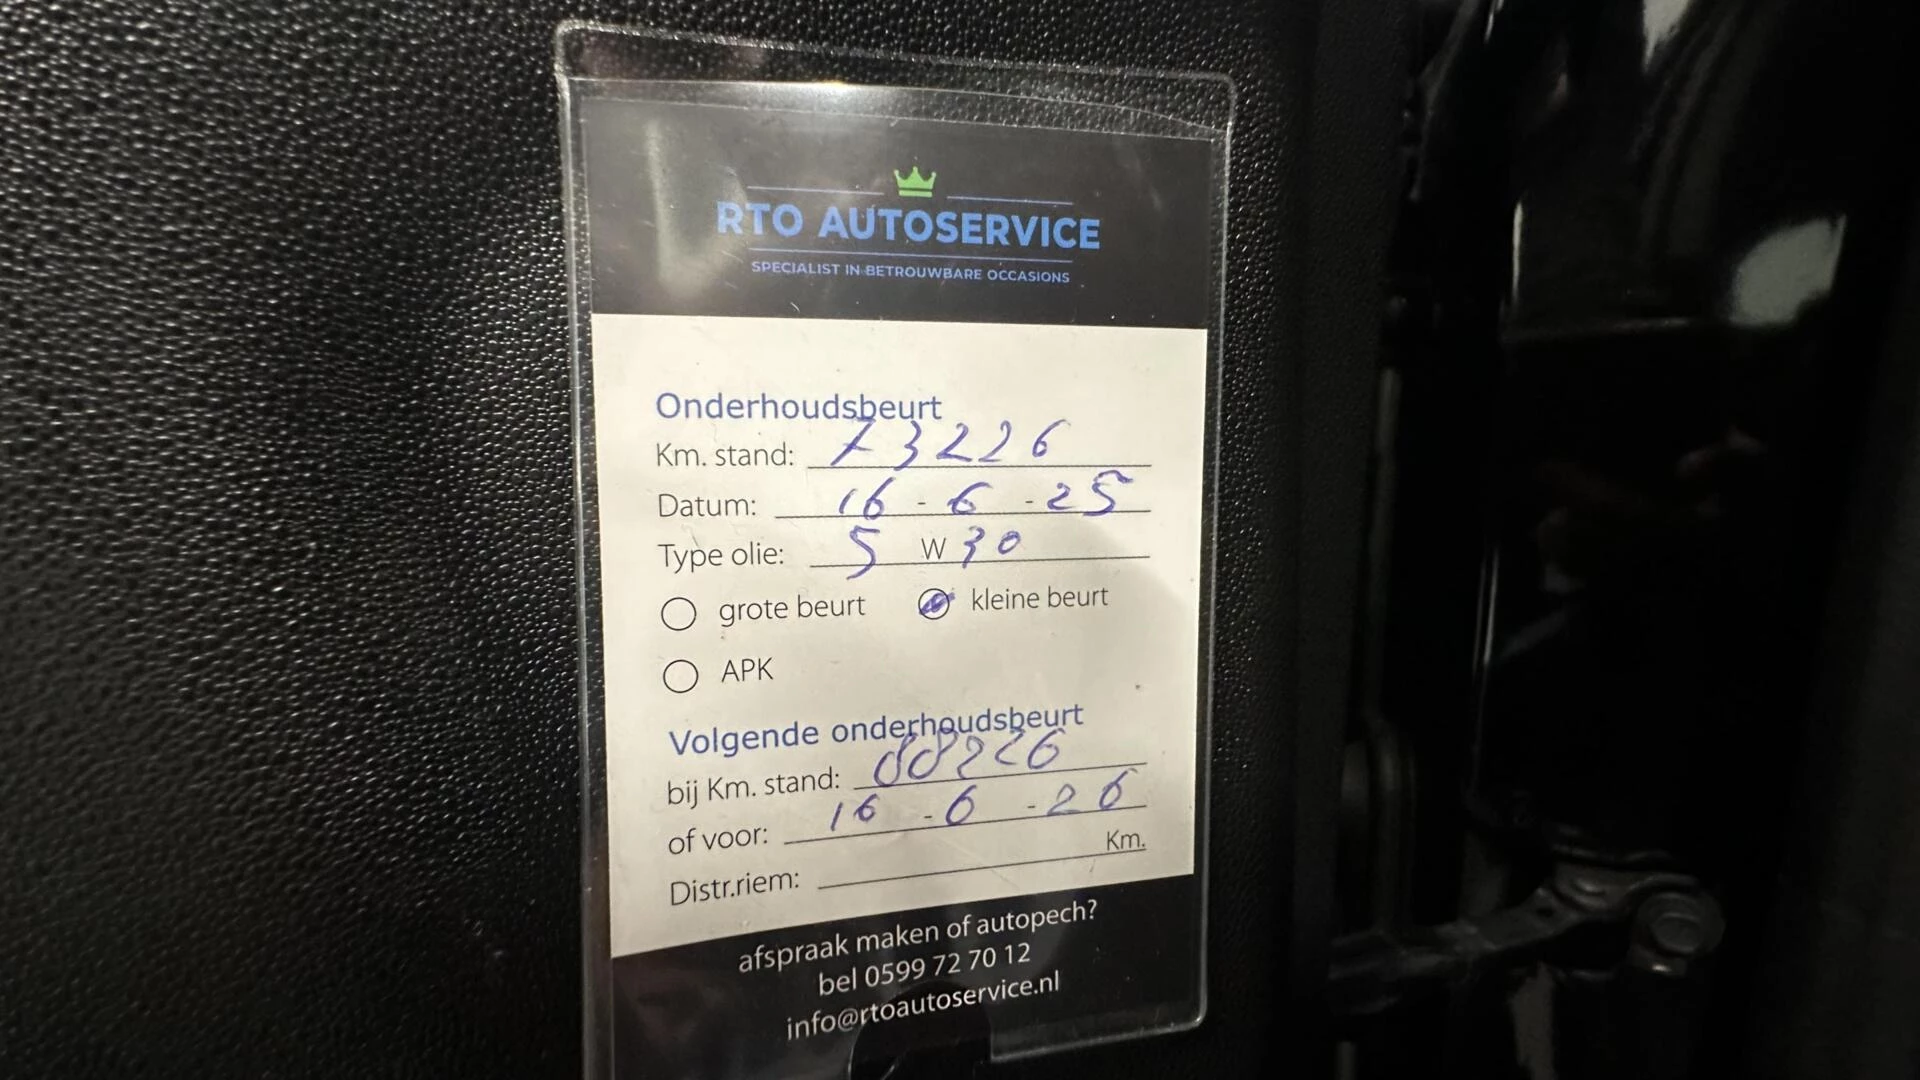 RTO AUTOSERVICE
SPECIALIST IN BETROUWBARE OCCASIONS
Onderhoudsbeurt
Km. stand: 73226
Datum: 16 - 6 - 25
Type olie: 5 W 30
grote beurt kleine beurt
APK
Volgende onderhoudsbeurt
bij Km. stand: 88226
of voor: 16 - 6 - 26
Distr.riem: Km.
afspraak maken of autopech?
bel 0599 72 70 12
info@rtoautoservice.nl